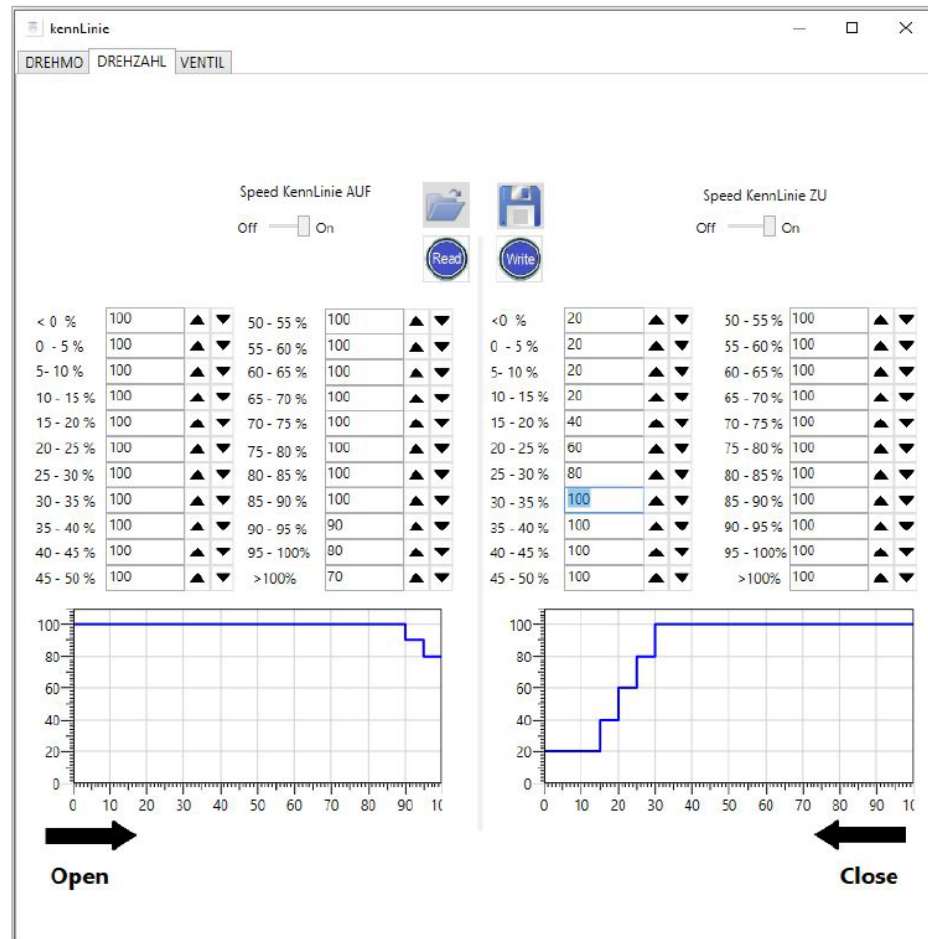 kennLinie
DREHMO DREHZAHL VENTIL
Speed KennLinie AUF
Off On
Read
Write
Speed KennLinie ZU
Off On
< 0 % 100 50 - 55 % 100
0 - 5 % 100 55 - 60 % 100
5- 10 % 100 60 - 65 % 100
10 - 15 % 100 65 - 70 % 100
15 - 20 % 100 70 - 75 % 100
20 - 25 % 100 75 - 80 % 100
25 - 30 % 100 80 - 85 % 100
30 - 35 % 100 85 - 90 % 100
35 - 40 % 100 90 - 95 % 90
40 - 45 % 100 95 - 100% 80
45 - 50 % 100 >100% 70
<0 % 20 50 - 55 % 100
0 - 5 % 20 55 - 60 % 100
5- 10 % 20 60 - 65 % 100
10 - 15 % 20 65 - 70 % 100
15 - 20 % 40 70 - 75 % 100
20 - 25 % 60 75 - 80 % 100
25 - 30 % 80 80 - 85 % 100
30 - 35 % 100 85 - 90 % 100
35 - 40 % 100 90 - 95 % 100
40 - 45 % 100 95 - 100% 100
45 - 50 % 100 >100% 100
100
80
60
40
20
0
0 10 20 30 40 50 60 70 80 90 10
Open
100
80
60
40
20
0
0 10 20 30 40 50 60 70 80 90 10
Close